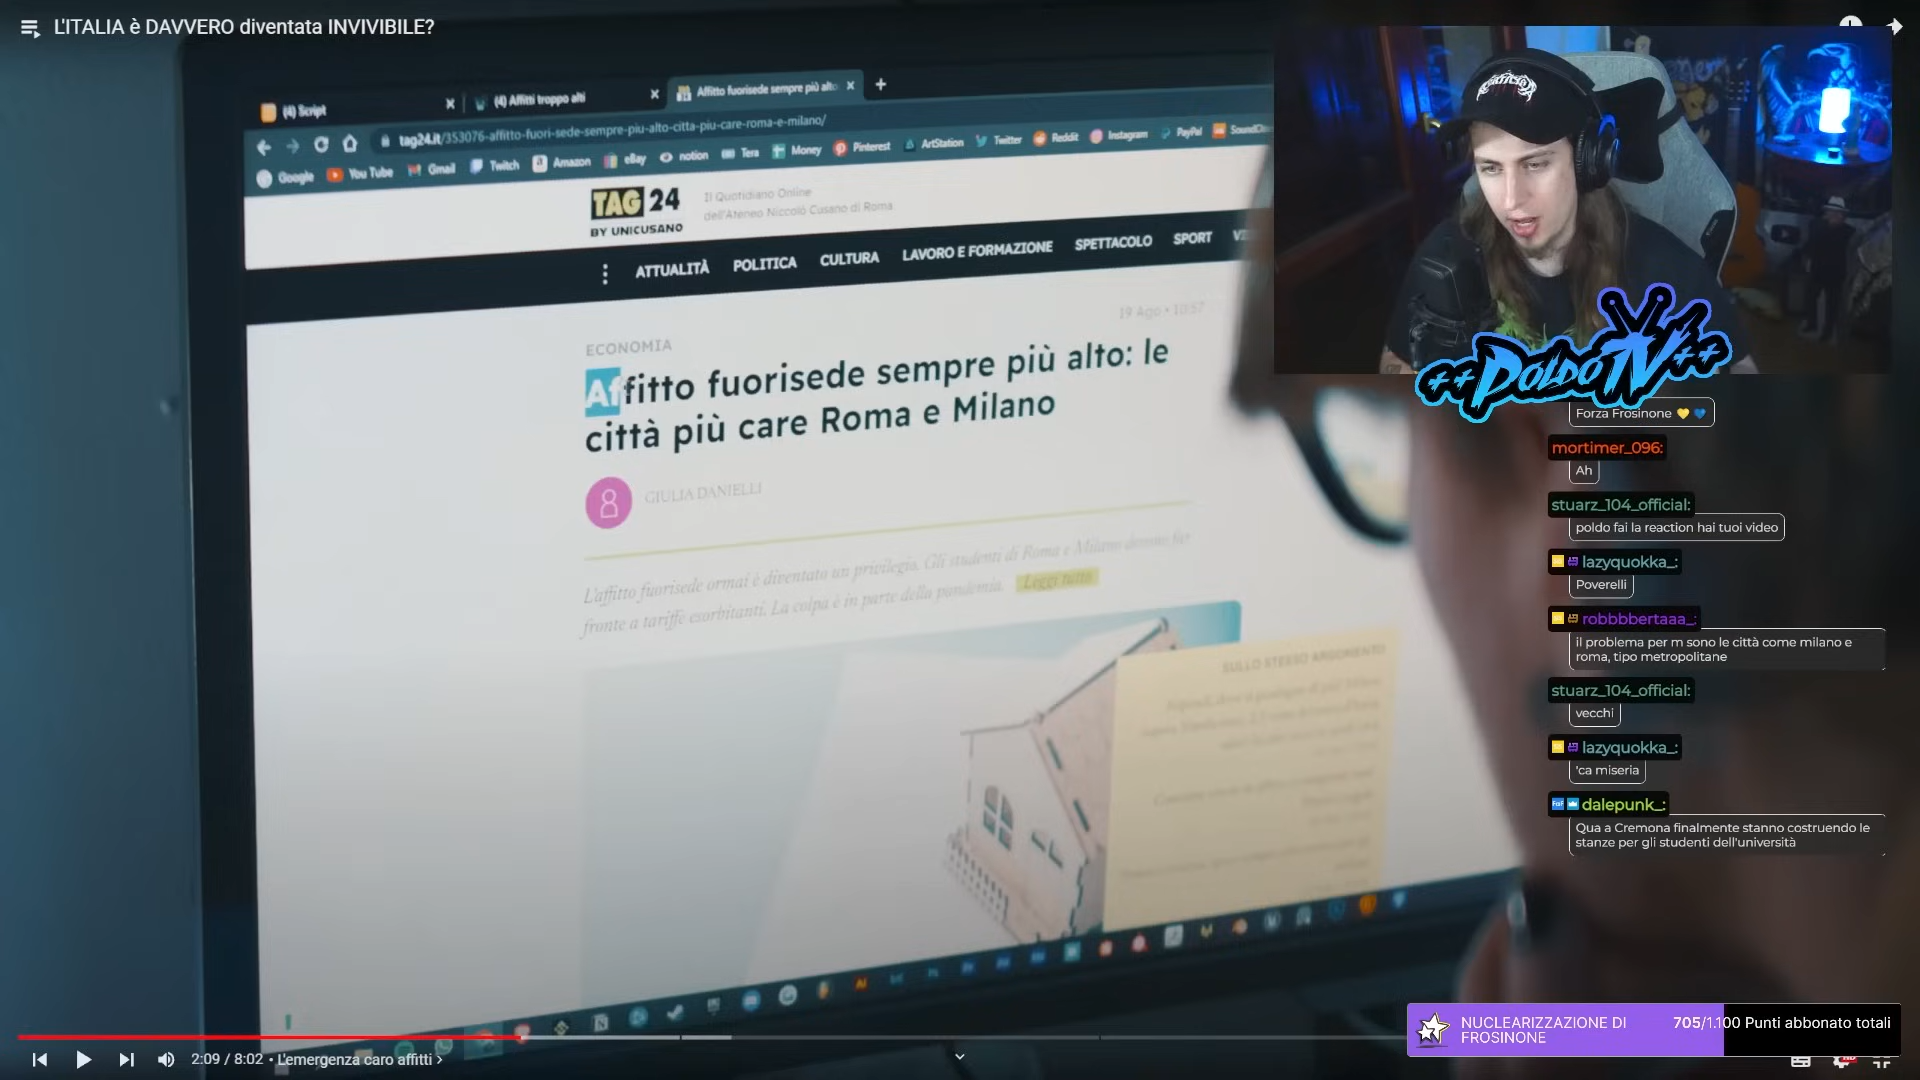 L'ITALIA è DAVVERO diventata INVIVIBILE?
(4) Script
(4) Affitti troppo alti
Affitto fuorisede sempre più alto
tag24.it/353076-affitto-fuori-sede-sempre-piu-alto-citta-piu-care-roma-e-milano/
Google You Tube Gmail Twitch Amazon eBay notion Tera Money Pinterest ArtStation Twitter Reddit Instagram PayPal
TAG 24
BY UNICUSANO
Il Quotidiano Online
dell'Ateneo Niccolò Cusano di Roma
ATTUALITÀ POLITICA CULTURA LAVORO E FORMAZIONE SPETTACOLO SPORT
19 Ago • 10:57
ECONOMIA
Affitto fuorisede sempre più alto: le
città più care Roma e Milano
GIULIA DANIELLI
L'affitto fuorisede ormai è diventato un privilegio. Gli studenti di Roma e Milano
fronte a tariffe esorbitanti. La colpa è in parte della pandemia. Leggi tutto
SULLO STESSO ARGOMENTO
++POLDOTV++
Forza Frosinone 💛 💙
mortimer_096:
Ah
stuarz_104_official:
poldo fai la reaction hai tuoi video
lazyquokka_:
Poverelli
robbbbertaaa_:
il problema per m sono le città come milano e
roma, tipo metropolitane
stuarz_104_official:
vecchi
lazyquokka_:
'ca miseria
dalepunk_:
Qua a Cremona finalmente stanno costruendo le
stanze per gli studenti dell'università
NUCLEARIZZAZIONE DI
FROSINONE
705/1.100 Punti abbonato totali
2:09 / 8:02 • L'emergenza caro affitti ›